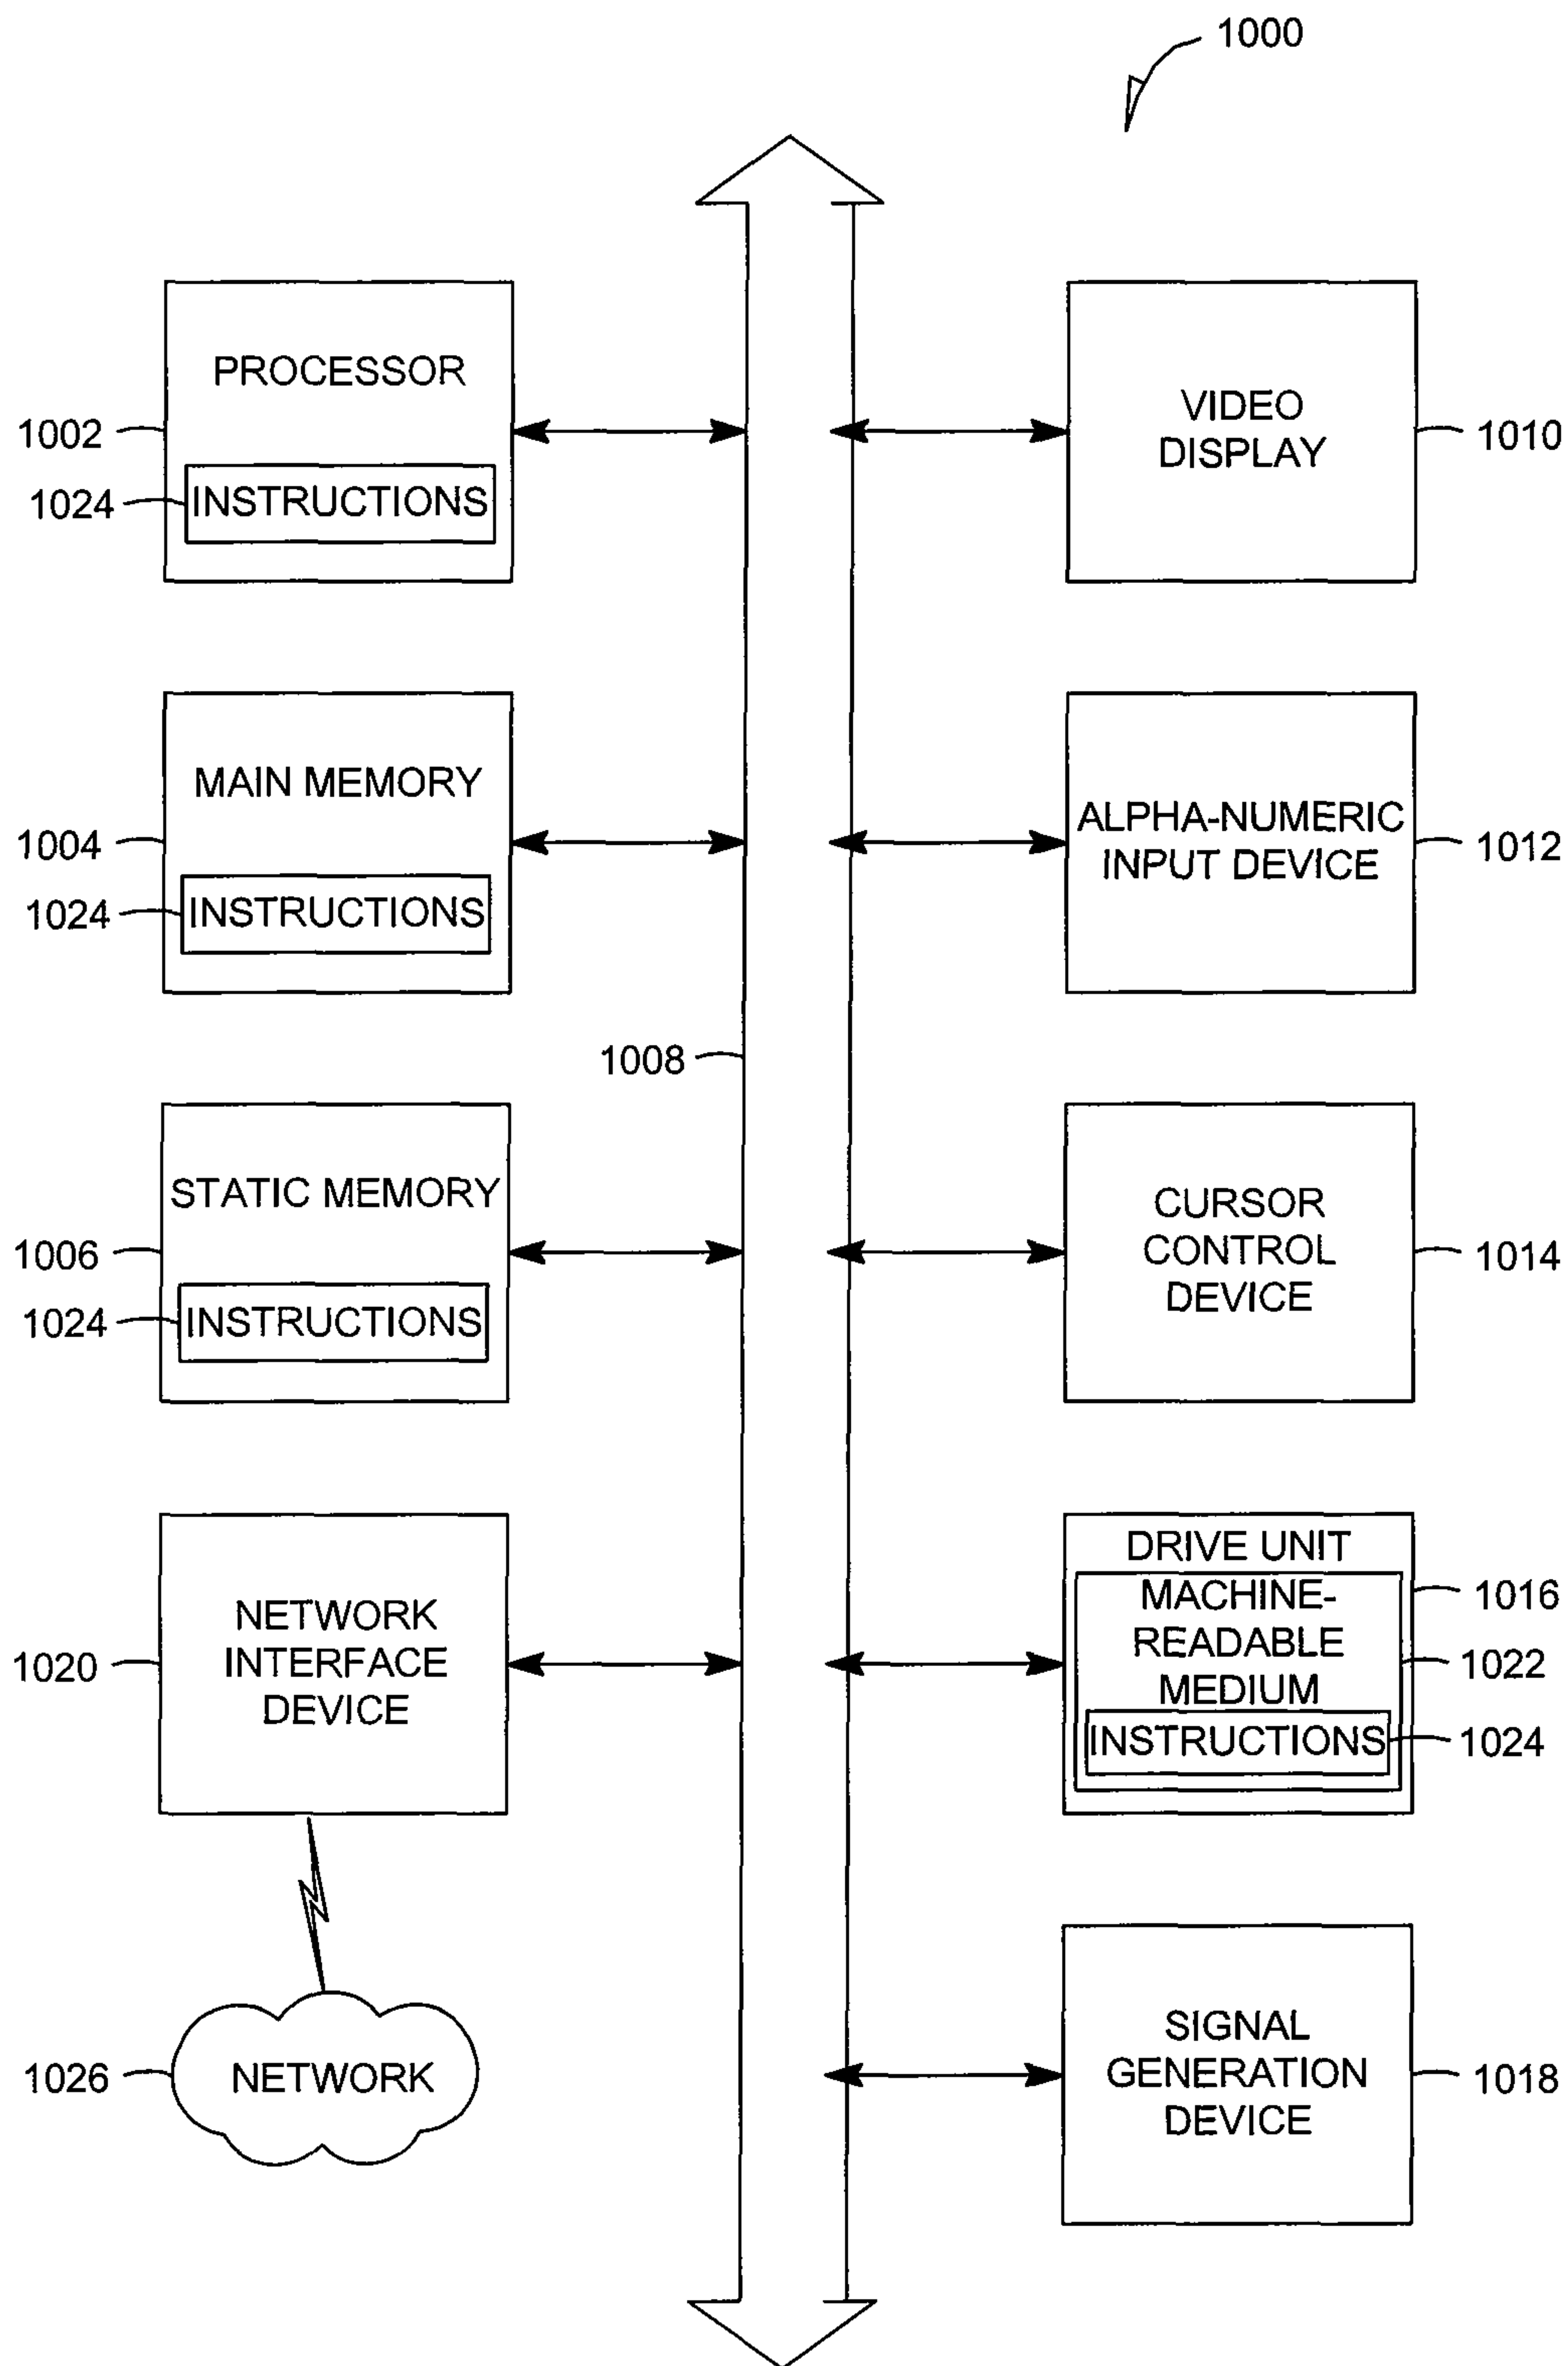 1000
PROCESSOR
1002
1024
INSTRUCTIONS
VIDEO
DISPLAY
1010
MAIN MEMORY
1004
1024
INSTRUCTIONS
ALPHA-NUMERIC
INPUT DEVICE
1012
1008
STATIC MEMORY
1006
1024
INSTRUCTIONS
CURSOR
CONTROL
DEVICE
1014
NETWORK
INTERFACE
DEVICE
1020
DRIVE UNIT
1016
MACHINE-
READABLE
MEDIUM
1022
INSTRUCTIONS
1024
1026
NETWORK
SIGNAL
GENERATION
DEVICE
1018